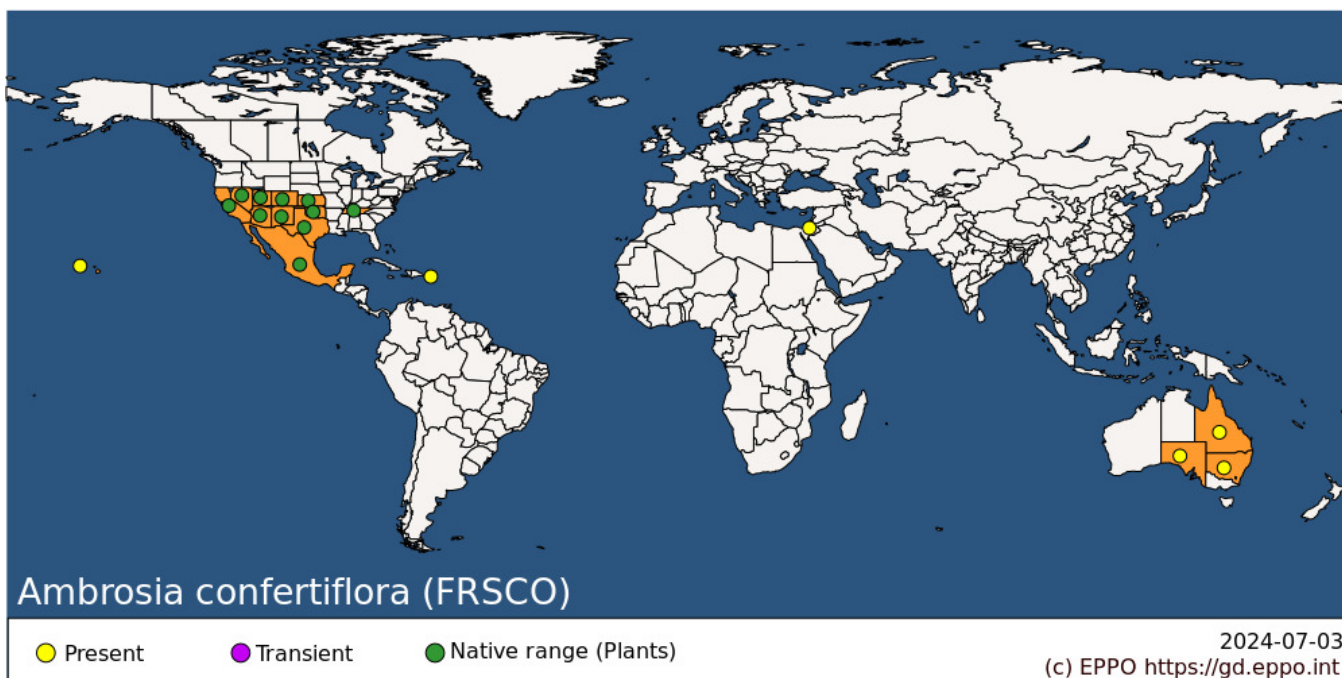 Ambrosia confertiflora (FRSCO)
Present
Transient
Native range (Plants)
2024-07-03
(c) EPPO https://gd.eppo.int